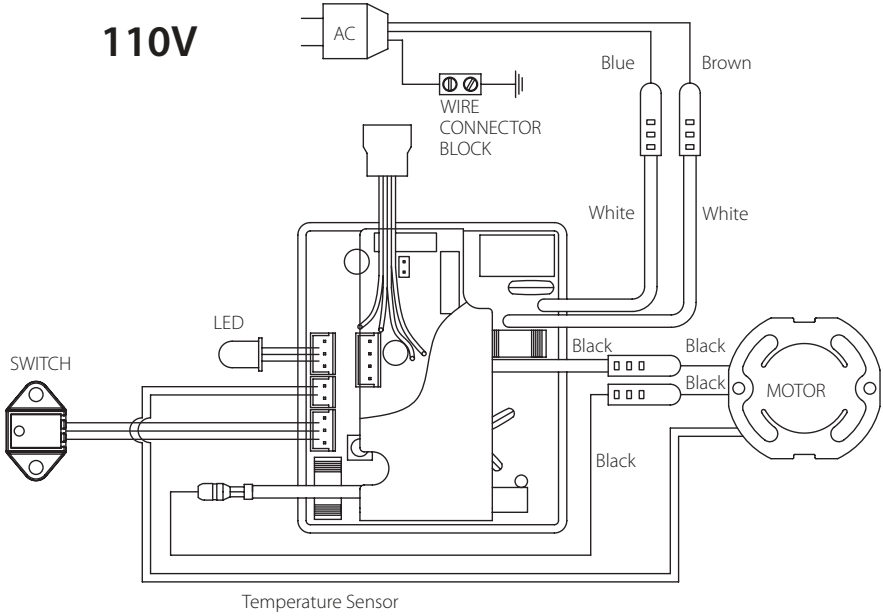 110V
AC
Blue
Brown
WIRE
CONNECTOR
BLOCK
White
White
LED
SWITCH
Black
Black
Black
MOTOR
Black
Temperature Sensor